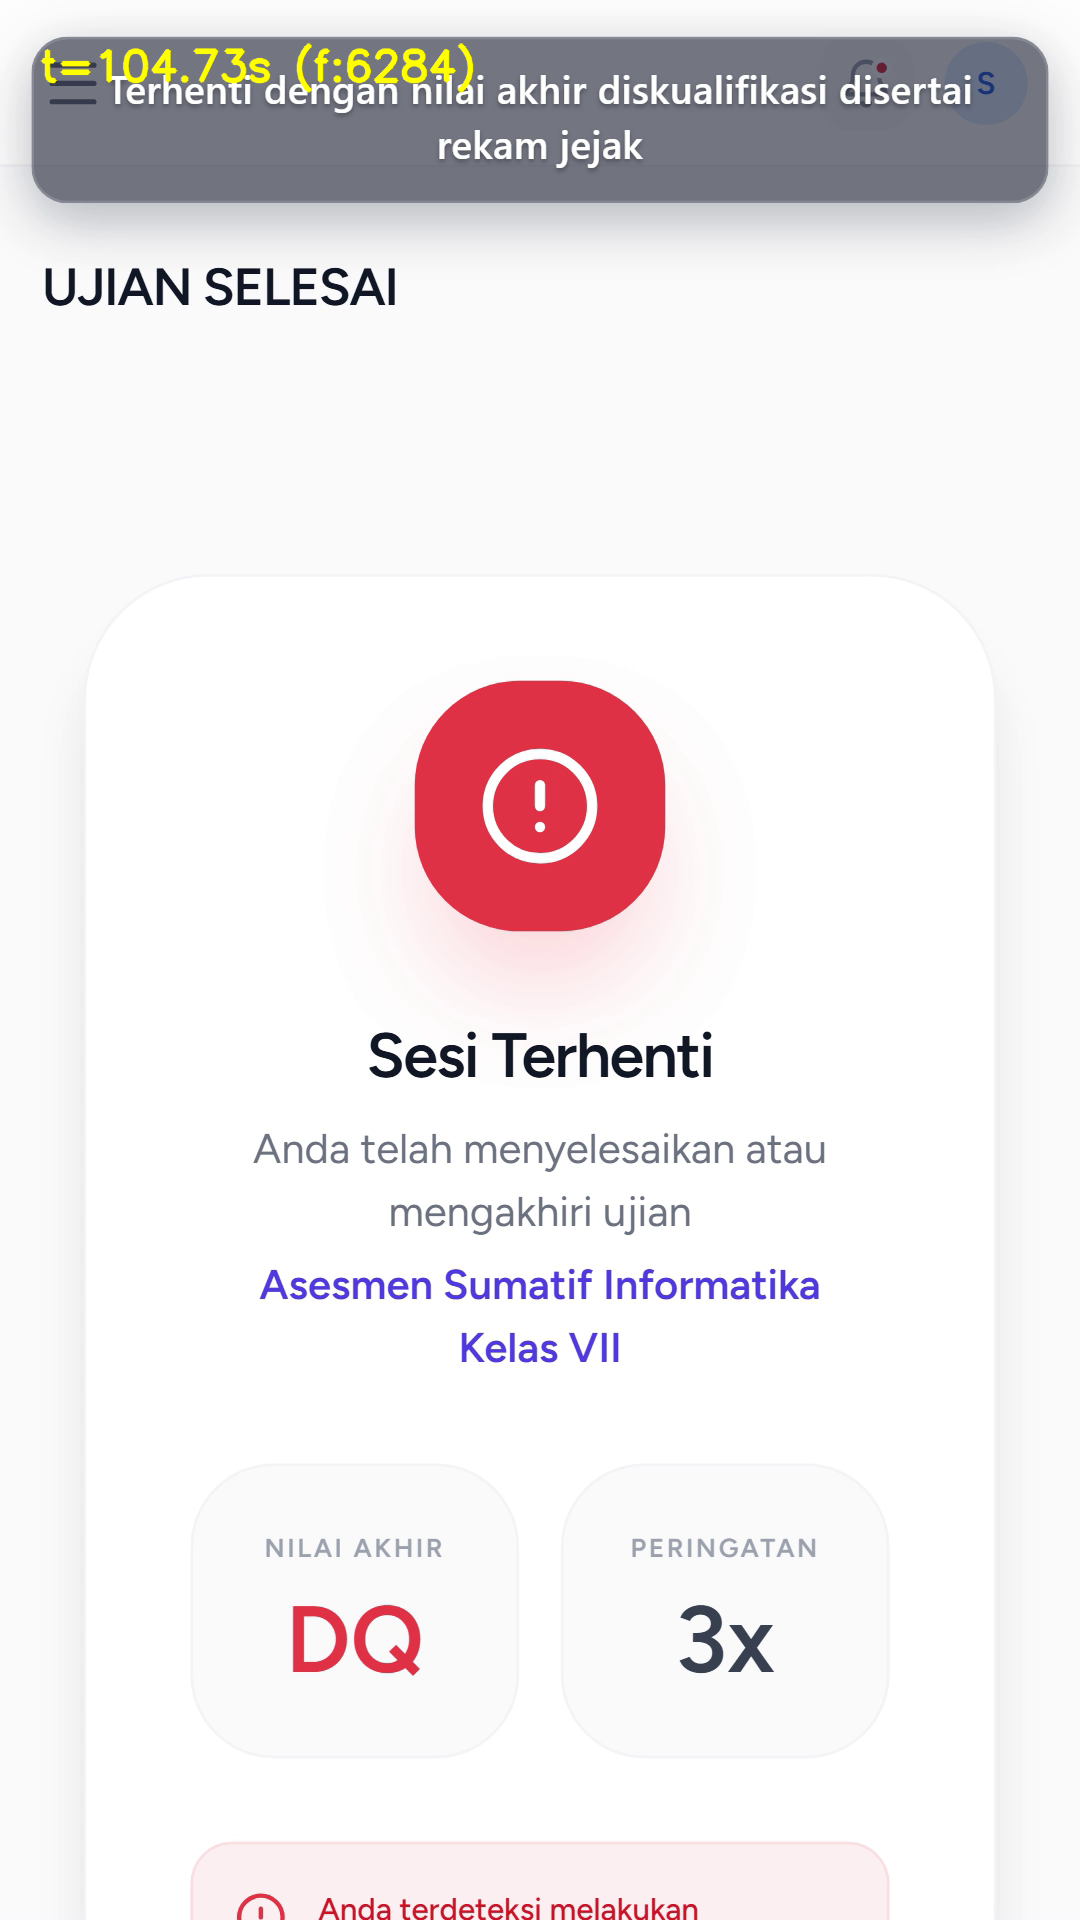 t=104.73s (f:6284)
Terhenti dengan nilai akhir diskualifikasi disertai
rekam jejak
S
UJIAN SELESAI
Sesi Terhenti
Anda telah menyelesaikan atau
mengakhiri ujian
Asesmen Sumatif Informatika
Kelas VII
NILAI AKHIR
DQ
PERINGATAN
3x
Anda terdeteksi melakukan